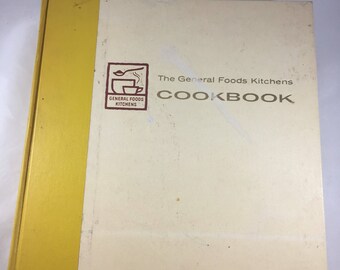 The General Foods Kitchens
COOKBOOK
GENERAL FOODS
KITCHENS